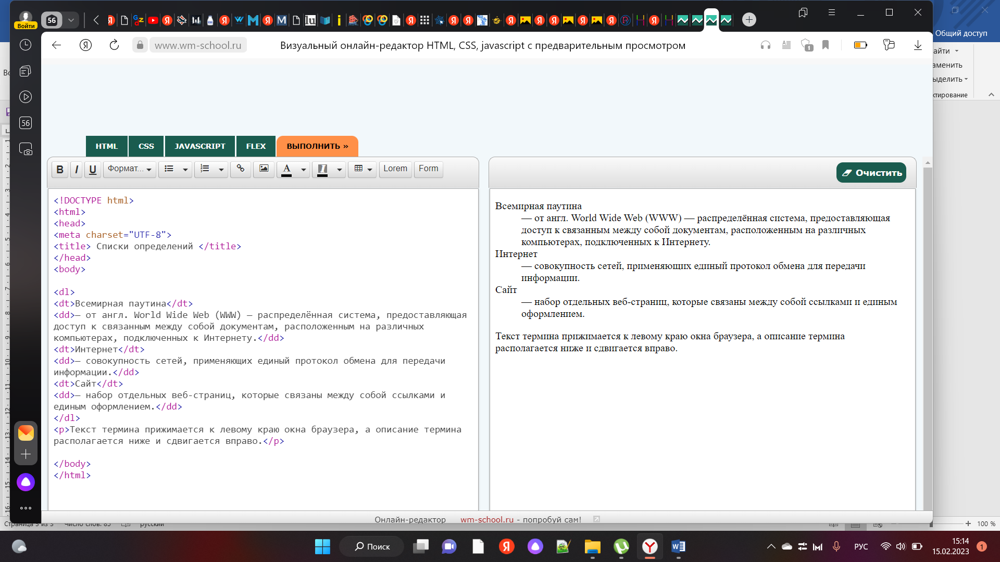 Войти
56
www.wm-school.ru
Визуальный онлайн-редактор HTML, CSS, javascript с предварительным просмотром
1
Общий доступ
айти
аменить
ыделить
56
HTML
CSS
JAVASCRIPT
FLEX
ВЫПОЛНИТЬ »
B I U Формат... A Lorem Form
Очистить
<!DOCTYPE html>
<html>
<head>
<meta charset="UTF-8">
<title> Списки определений </title>
</head>
<body>
<dl>
<dt>Всемирная паутина</dt>
<dd>— от англ. World Wide Web (WWW) — распределённая система, предоставляющая
доступ к связанным между собой документам, расположенным на различных
компьютерах, подключенных к Интернету.</dd>
<dt>Интернет</dt>
<dd>— совокупность сетей, применяющих единый протокол обмена для передачи
информации.</dd>
<dt>Сайт</dt>
<dd>— набор отдельных веб-страниц, которые связаны между собой ссылками и
единым оформлением.</dd>
</dl>
<p>Текст термина прижимается к левому краю окна браузера, а описание термина
располагается ниже и сдвигается вправо.</p>
</body>
</html>
Всемирная паутина
— от англ. World Wide Web (WWW) — распределённая система, предоставляющая
доступ к связанным между собой документам, расположенным на различных
компьютерах, подключенных к Интернету.
Интернет
— совокупность сетей, применяющих единый протокол обмена для передачи
информации.
Сайт
— набор отдельных веб-страниц, которые связаны между собой ссылками и единым
оформлением.
Текст термина прижимается к левому краю окна браузера, а описание термина
располагается ниже и сдвигается вправо.
Онлайн-редактор wm-school.ru - попробуй сам!
Страница 3 из 3 Число слов: 85 русский
100 %
Поиск
РУС
15:14
15.02.2023
1